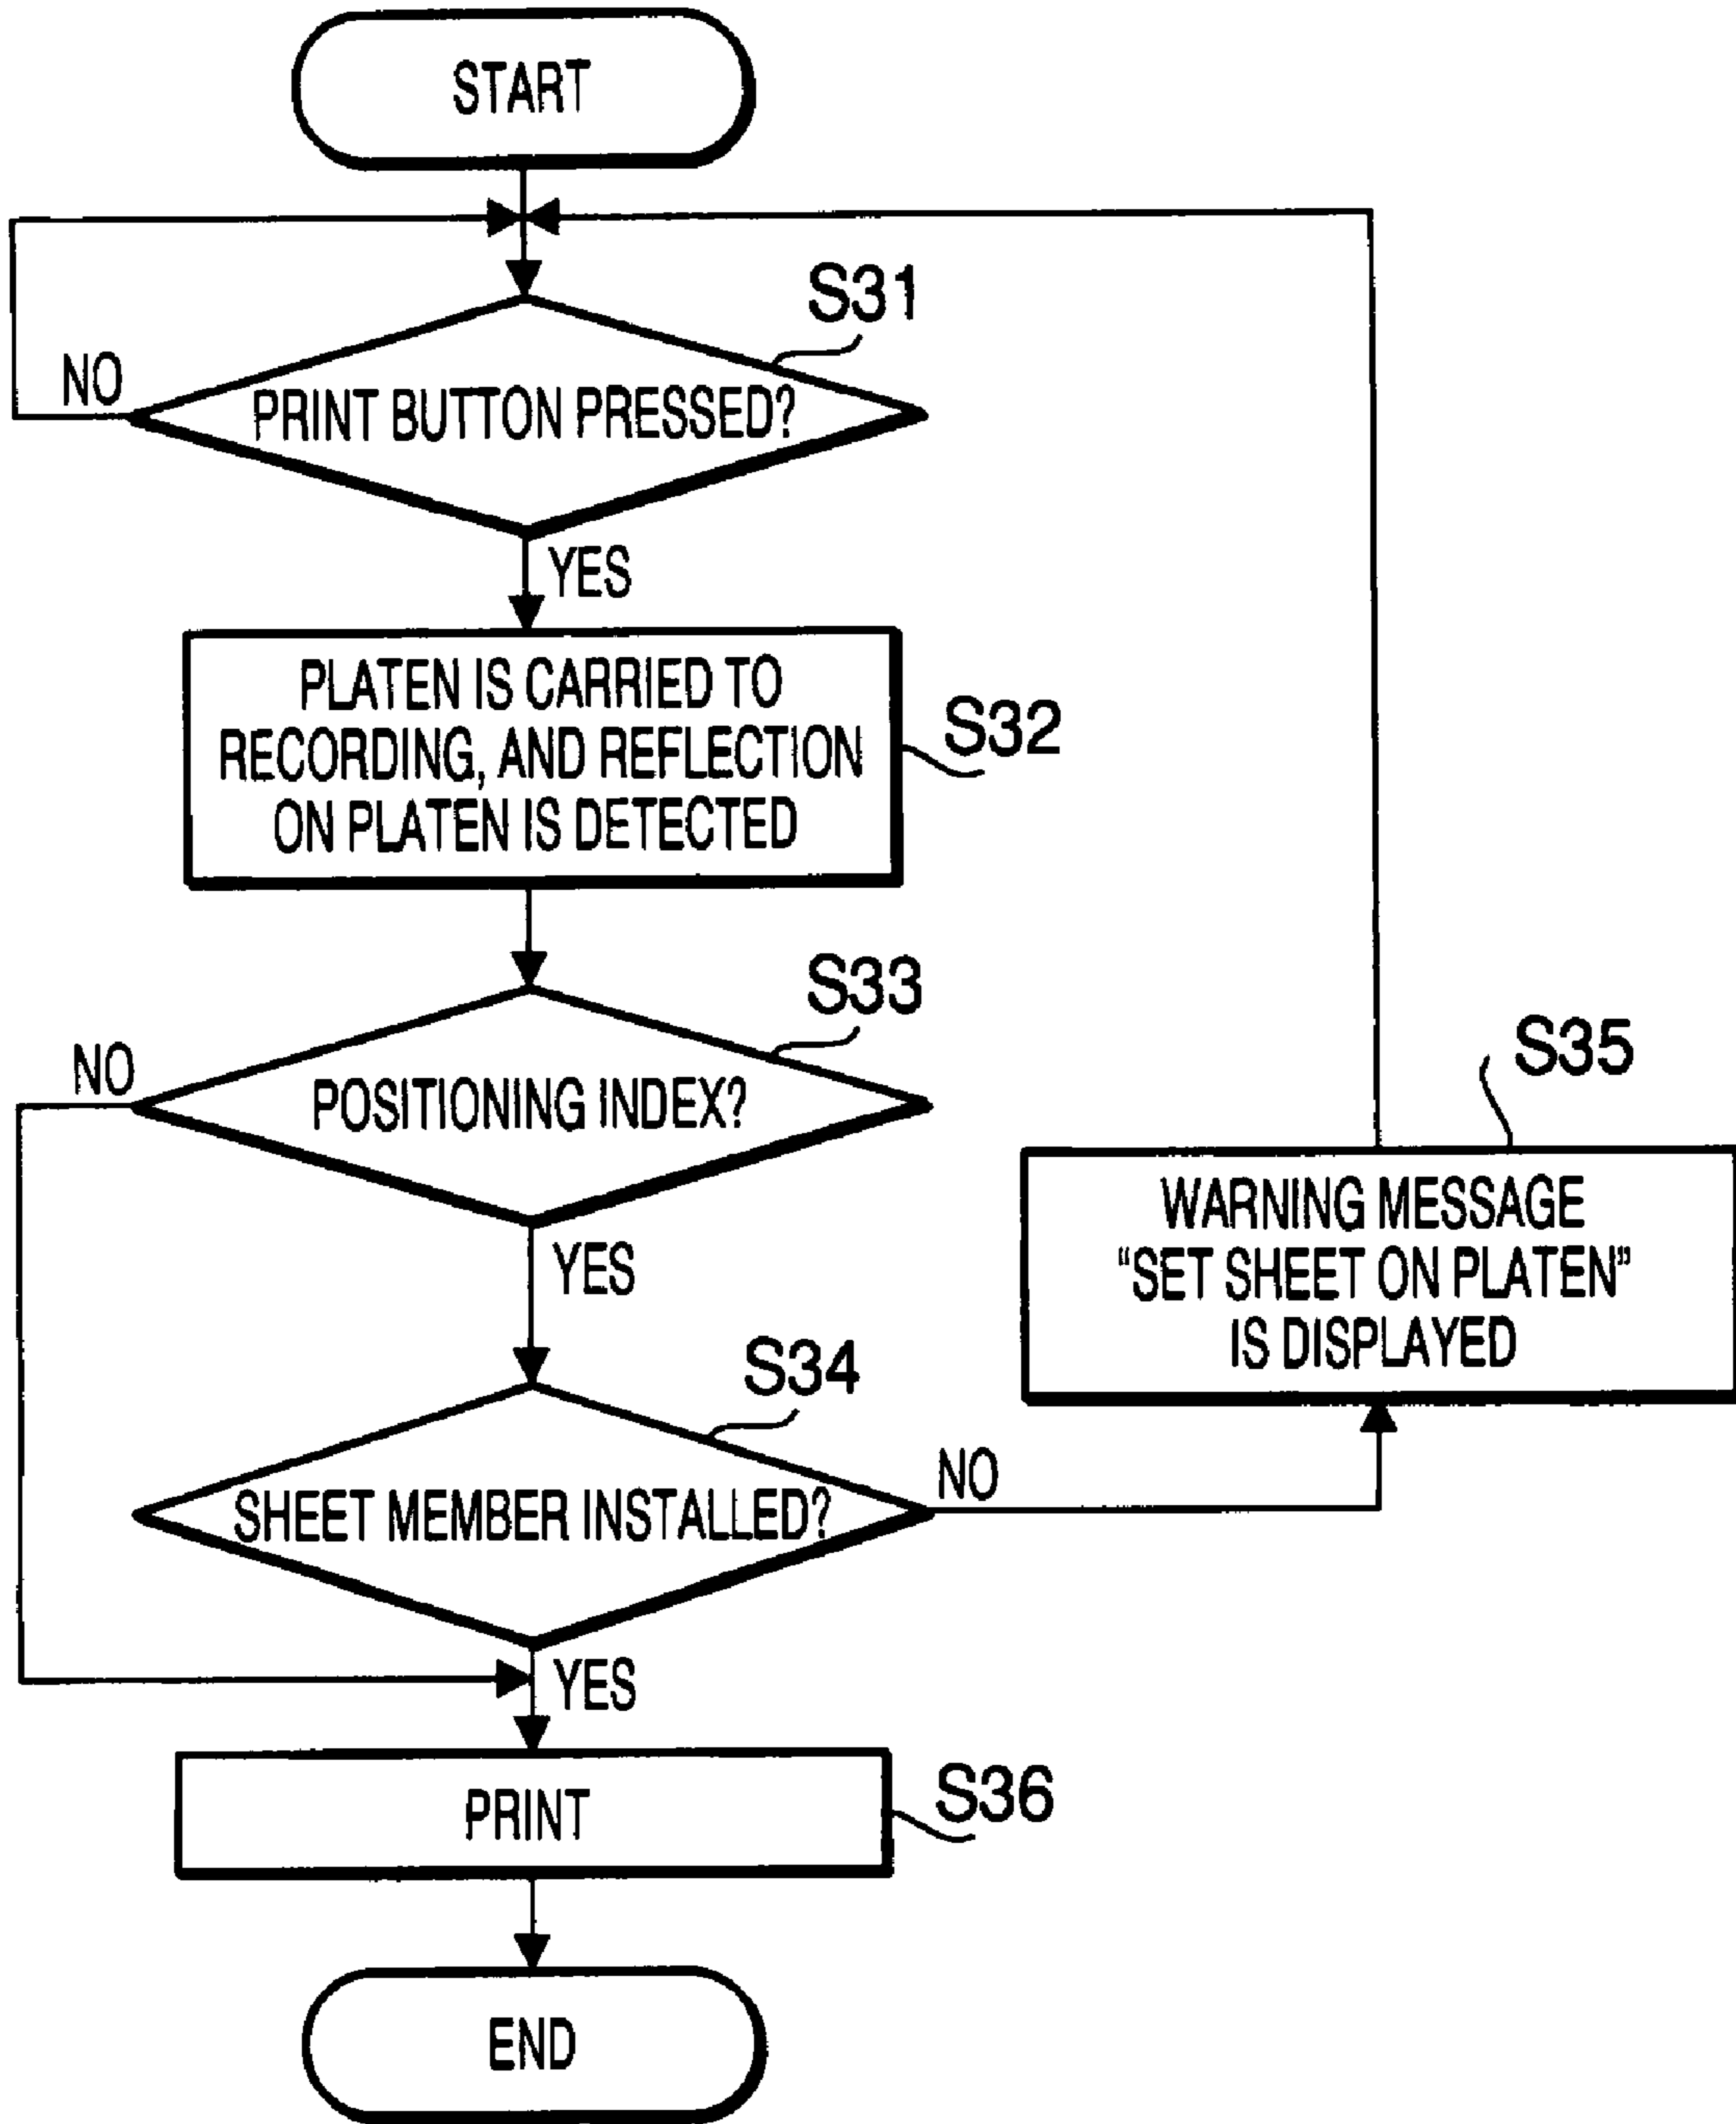 START
S31
NO
PRINT BUTTON PRESSED?
YES
PLATEN IS CARRIED TO
RECORDING, AND REFLECTION
ON PLATEN IS DETECTED
S32
S33
NO
POSITIONING INDEX?
YES
S35
WARNING MESSAGE
“SET SHEET ON PLATEN”
IS DISPLAYED
S34
NO
SHEET MEMBER INSTALLED?
YES
PRINT
S36
END